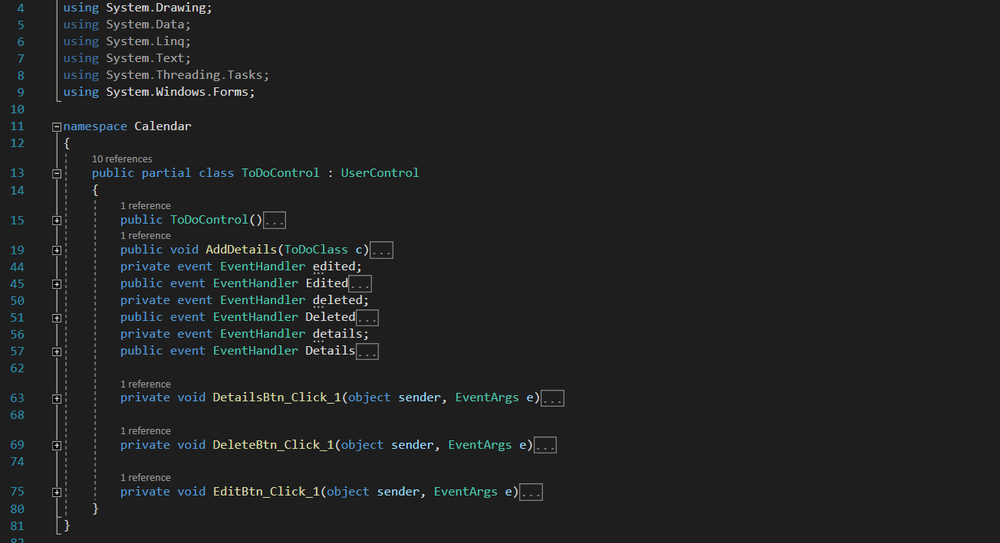 4 using System.Drawing;
5 using System.Data;
6 using System.Linq;
7 using System.Text;
8 using System.Threading.Tasks;
9 using System.Windows.Forms;
10
11 namespace Calendar
12 {
10 references
13 public partial class ToDoControl : UserControl
14 {
1 reference
15 public ToDoControl()...
1 reference
19 public void AddDetails(ToDoClass c)...
44 private event EventHandler edited;
45 public event EventHandler Edited...
50 private event EventHandler deleted;
51 public event EventHandler Deleted...
56 private event EventHandler details;
57 public event EventHandler Details...
62
1 reference
63 private void DetailsBtn_Click_1(object sender, EventArgs e)...
68
1 reference
69 private void DeleteBtn_Click_1(object sender, EventArgs e)...
74
1 reference
75 private void EditBtn_Click_1(object sender, EventArgs e)...
80 }
81 }
82